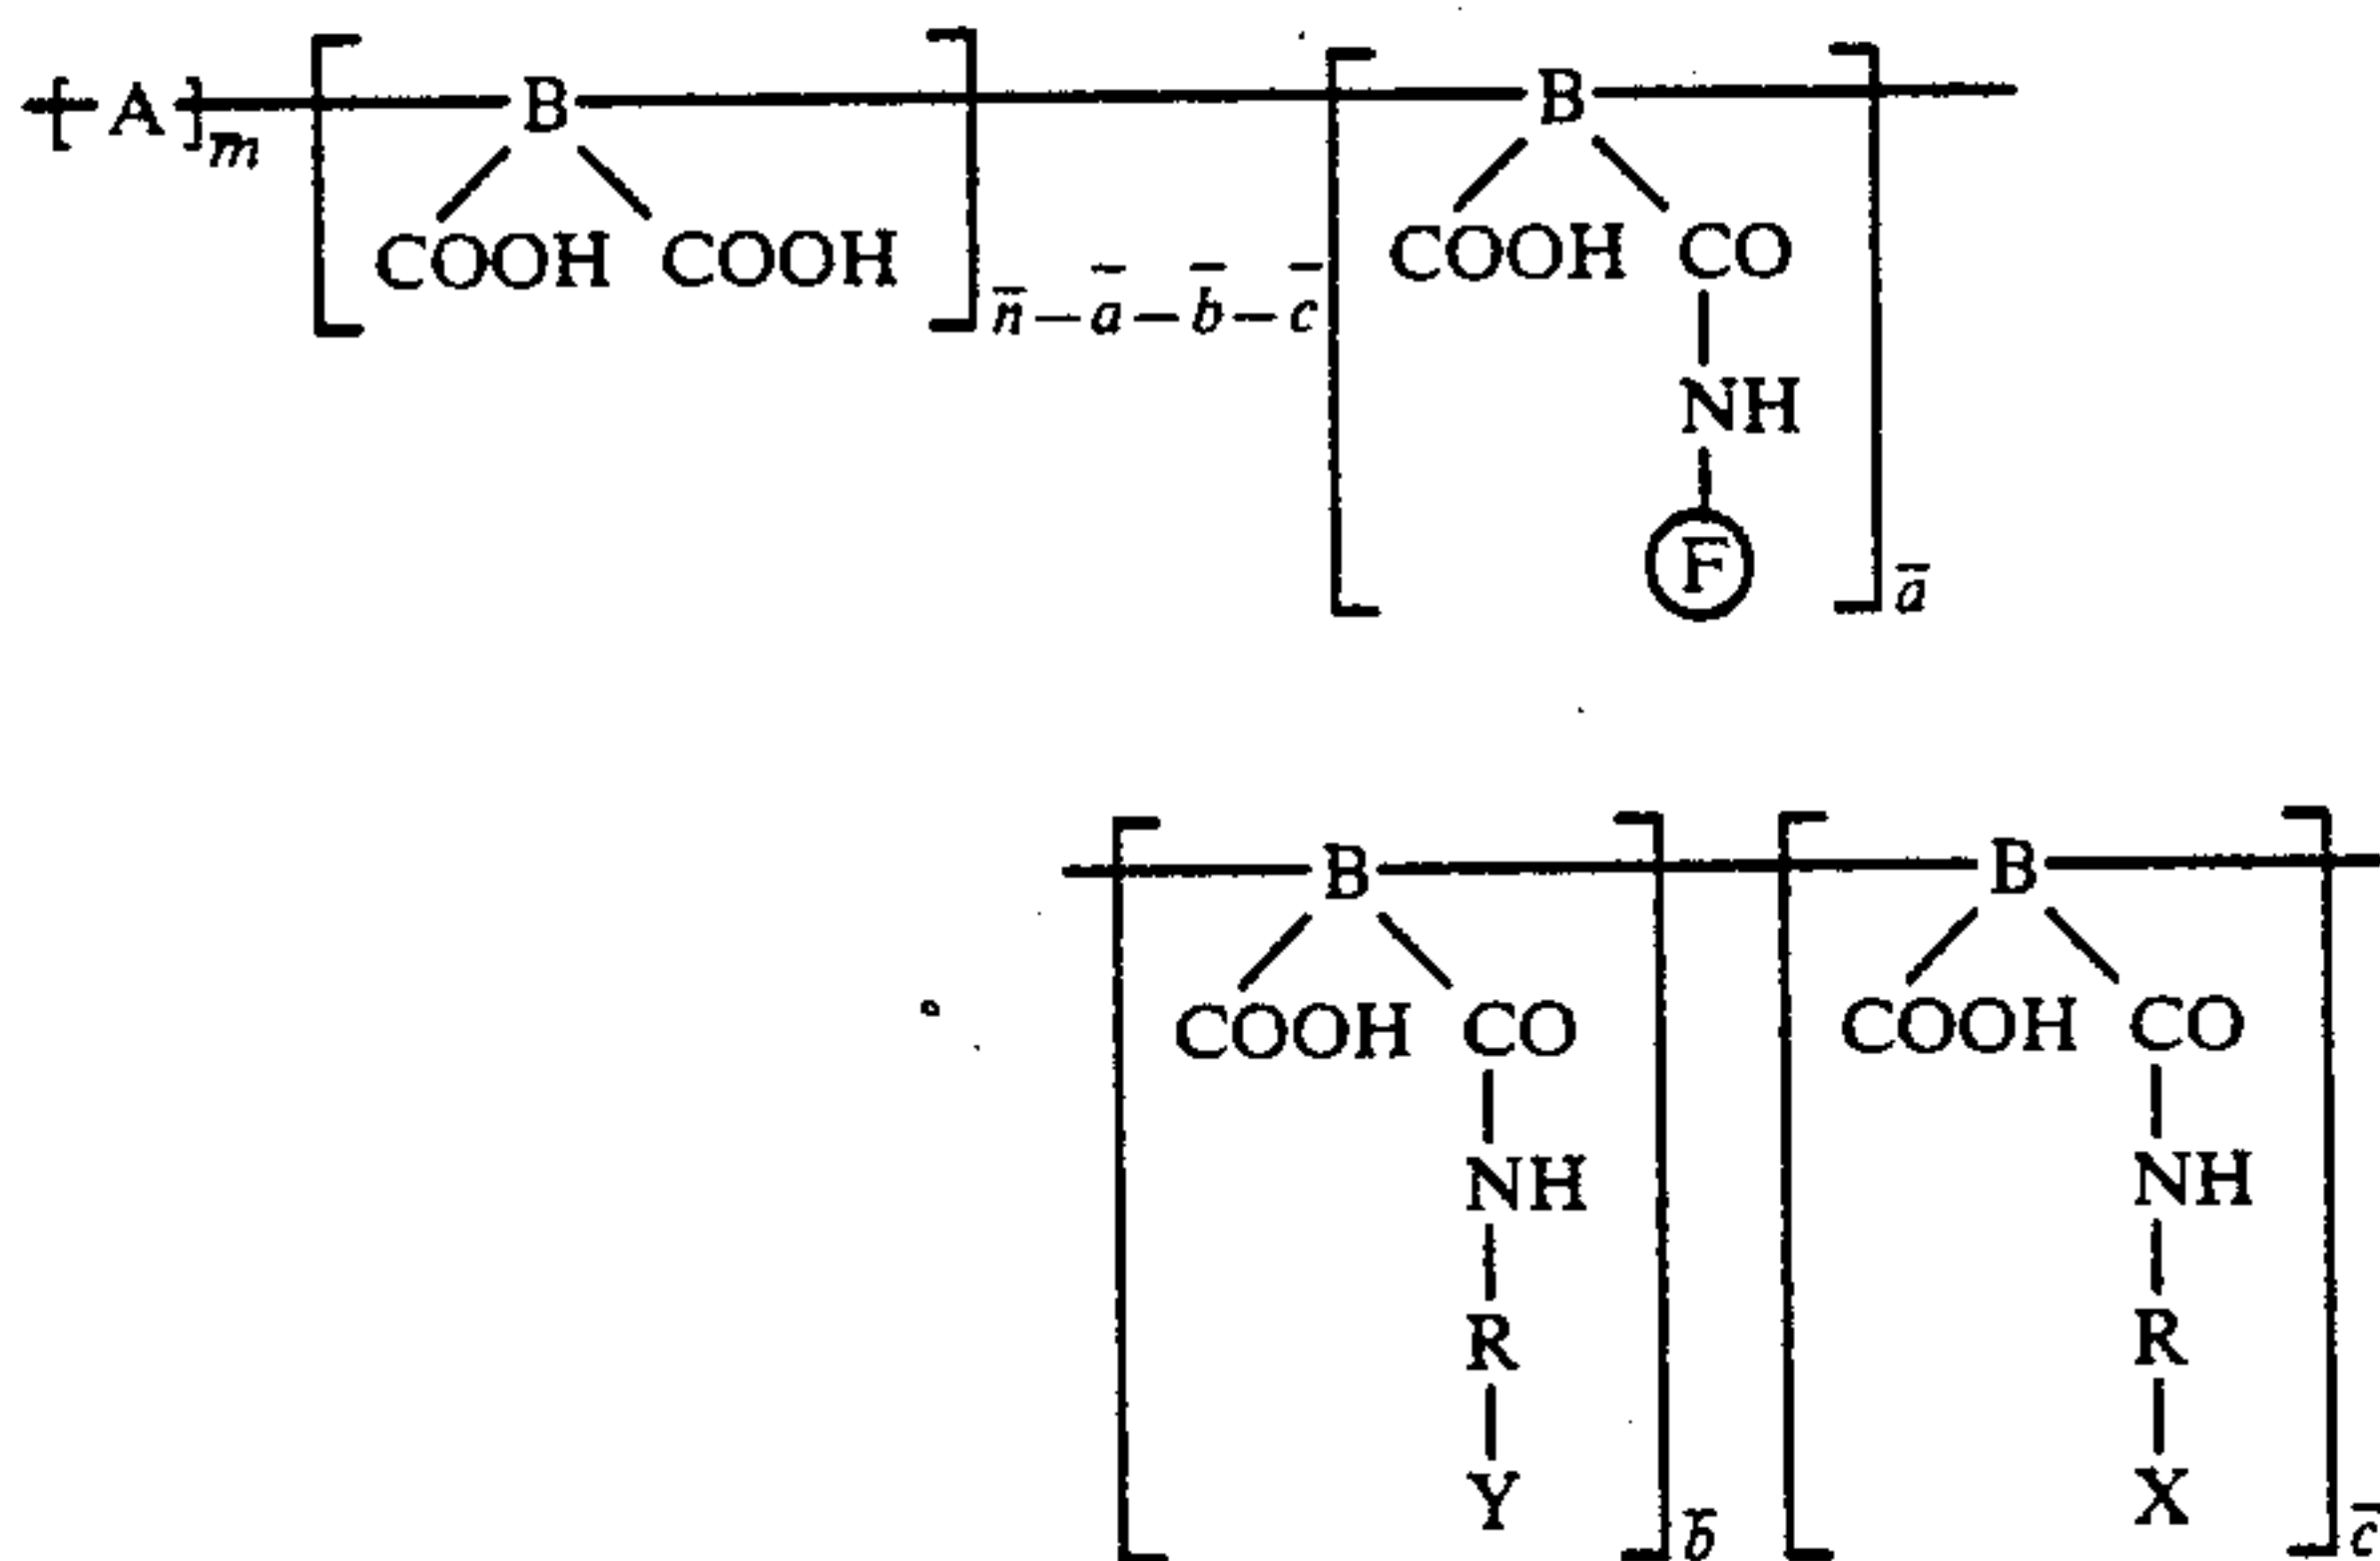 [ A ]m [ B ] [ B ]
COOH COOH COOH CO
n̅-a̅-b̅-c̅
NH
F
a̅
B B
COOH CO COOH CO
NH NH
R R
Y X
b̅ c̅